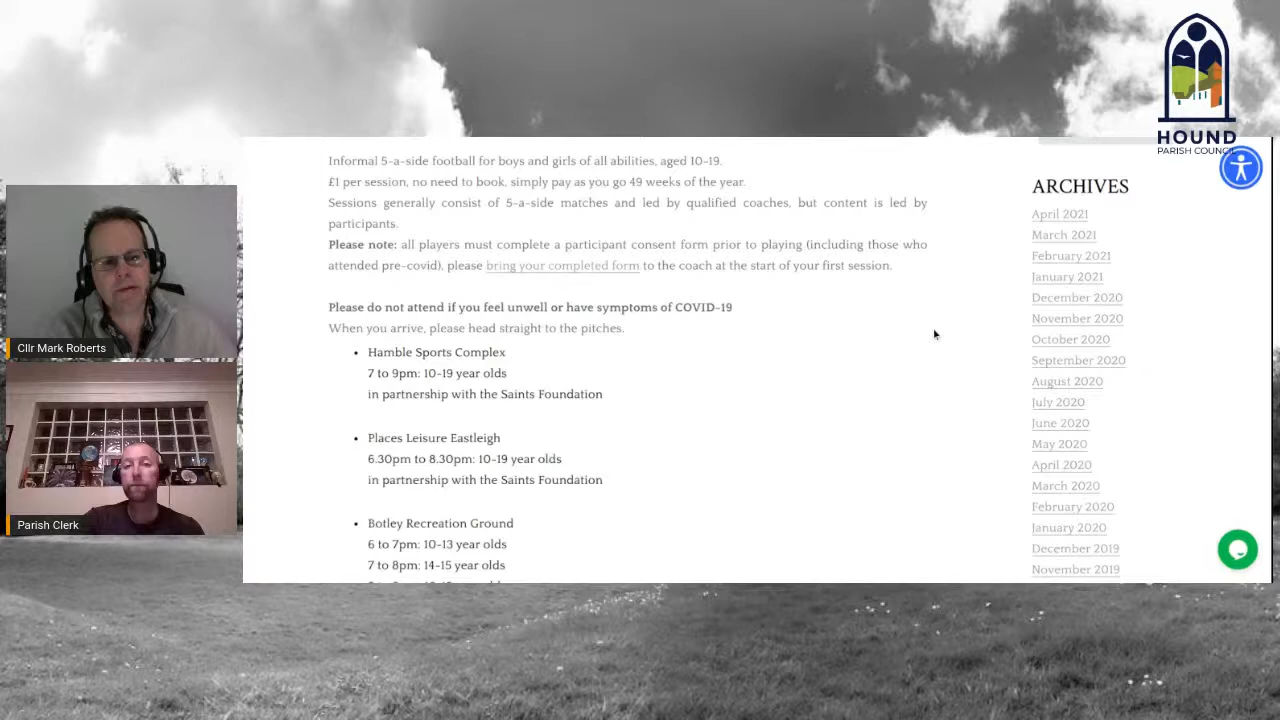 HOUND
PARISH COUNCIL
Informal 5-a-side football for boys and girls of all abilities, aged 10-19.
£1 per session, no need to book, simply pay as you go 49 weeks of the year.
Sessions generally consist of 5-a-side matches and led by qualified coaches, but content is led by
participants.
Please note: all players must complete a participant consent form prior to playing (including those who
attended pre-covid), please bring your completed form to the coach at the start of your first session.
Please do not attend if you feel unwell or have symptoms of COVID-19
When you arrive, please head straight to the pitches.
• Hamble Sports Complex
7 to 9pm: 10-19 year olds
in partnership with the Saints Foundation
• Places Leisure Eastleigh
6.30pm to 8.30pm: 10-19 year olds
in partnership with the Saints Foundation
• Botley Recreation Ground
6 to 7pm: 10-13 year olds
7 to 8pm: 14-15 year olds
ARCHIVES
April 2021
March 2021
February 2021
January 2021
December 2020
November 2020
October 2020
September 2020
August 2020
July 2020
June 2020
May 2020
April 2020
March 2020
February 2020
January 2020
December 2019
November 2019
Cllr Mark Roberts
Parish Clerk